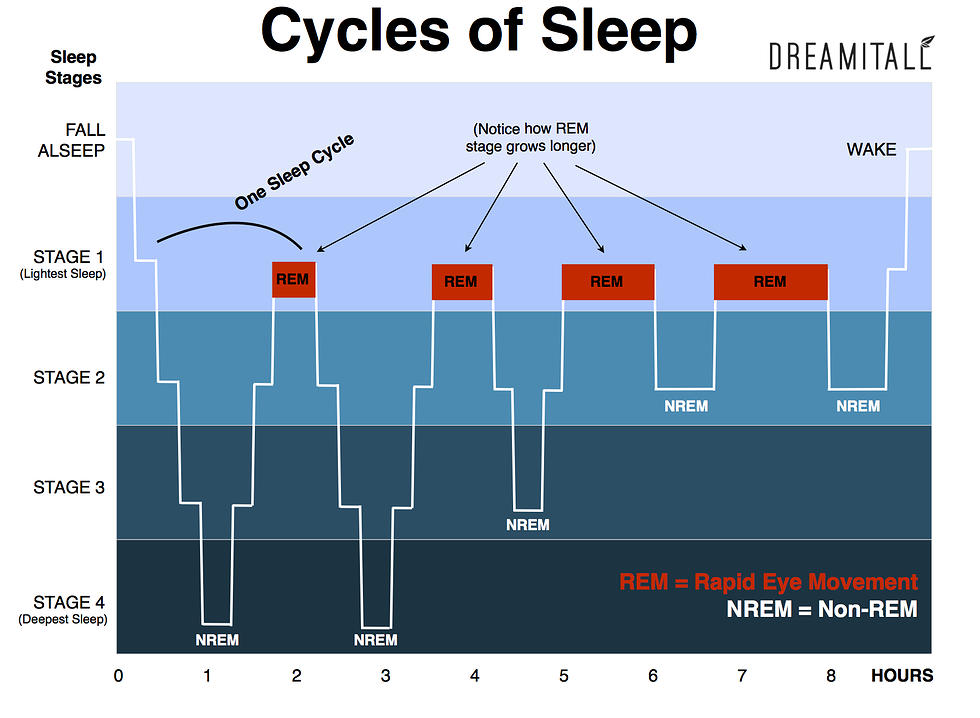 Cycles of Sleep
DREAMITALL
Sleep
Stages
FALL
ALSEEP
One Sleep Cycle
(Notice how REM
stage grows longer)
WAKE
STAGE 1
(Lightest Sleep)
REM
REM
REM
REM
STAGE 2
NREM
NREM
STAGE 3
NREM
STAGE 4
(Deepest Sleep)
REM = Rapid Eye Movement
NREM = Non-REM
NREM
NREM
0 1 2 3 4 5 6 7 8 HOURS